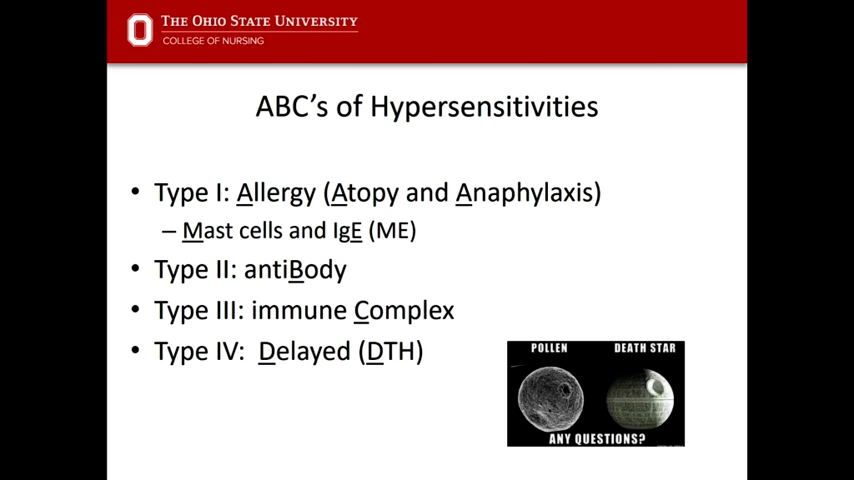 THE OHIO STATE UNIVERSITY
COLLEGE OF NURSING
ABC’s of Hypersensitivities
• Type I: Allergy (Atopy and Anaphylaxis)
– Mast cells and IgE (ME)
• Type II: antiBody
• Type III: immune Complex
• Type IV: Delayed (DTH)
POLLEN DEATH STAR
ANY QUESTIONS?